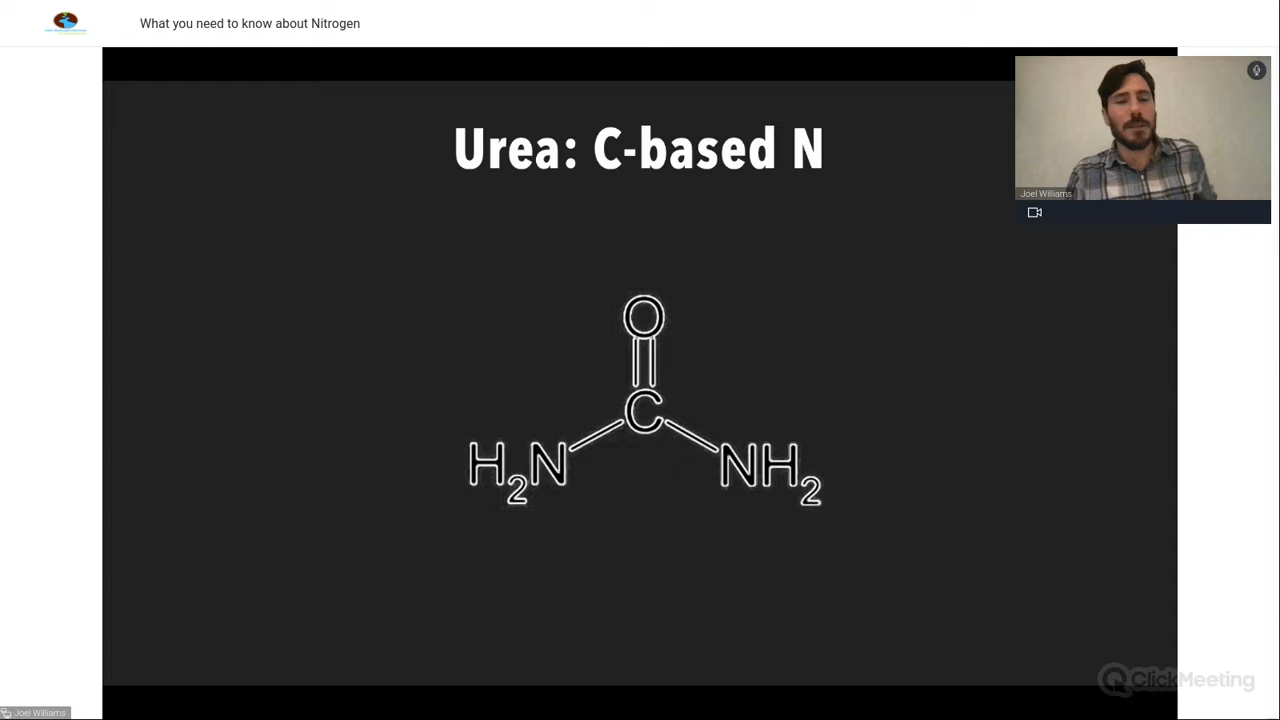 What you need to know about Nitrogen
Urea: C-based N
Joel Williams
O
C
H2N
NH2
ClickMeeting
Joel Williams